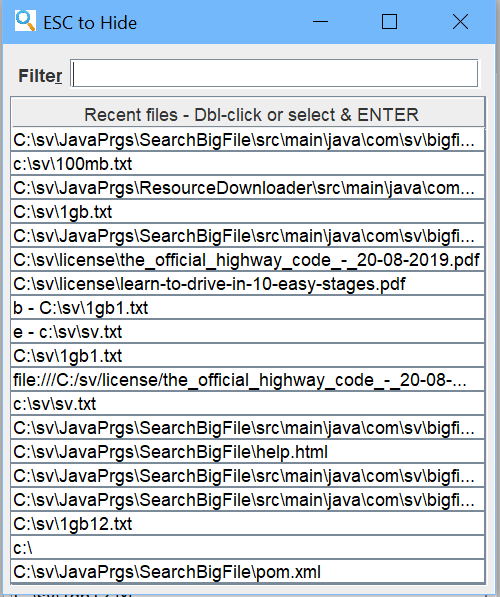 ESC to Hide
Filter
Recent files - Dbl-click or select & ENTER
C:\sv\JavaPrgs\SearchBigFile\src\main\java\com\sv\bigfi...
c:\sv\100mb.txt
C:\sv\JavaPrgs\ResourceDownloader\src\main\java\com...
C:\sv\1gb.txt
C:\sv\JavaPrgs\SearchBigFile\src\main\java\com\sv\bigfi...
C:\sv\license\the_official_highway_code_-_20-08-2019.pdf
C:\sv\license\learn-to-drive-in-10-easy-stages.pdf
b - C:\sv\1gb1.txt
e - c:\sv\sv.txt
C:\sv\1gb1.txt
file:///C:/sv/license/the_official_highway_code_-_20-08-...
c:\sv\sv.txt
C:\sv\JavaPrgs\SearchBigFile\src\main\java\com\sv\bigfi...
C:\sv\JavaPrgs\SearchBigFile\help.html
C:\sv\JavaPrgs\SearchBigFile\src\main\java\com\sv\bigfi...
C:\sv\JavaPrgs\SearchBigFile\src\main\java\com\sv\bigfi...
C:\sv\1gb12.txt
c:\
C:\sv\JavaPrgs\SearchBigFile\pom.xml